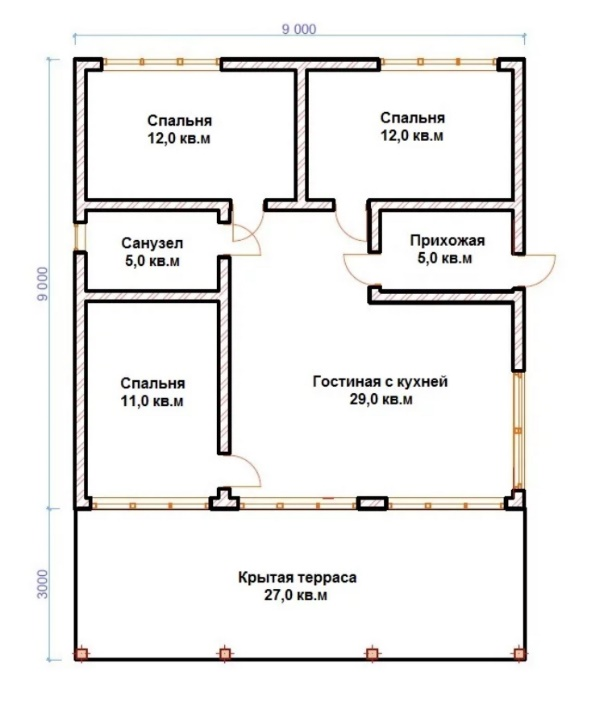 9 000
Спальня
12,0 кв.м
Спальня
12,0 кв.м
9 000
Санузел
5,0 кв.м
Прихожая
5,0 кв.м
Спальня
11,0 кв.м
Гостиная с кухней
29,0 кв.м
3000
Крытая терраса
27,0 кв.м